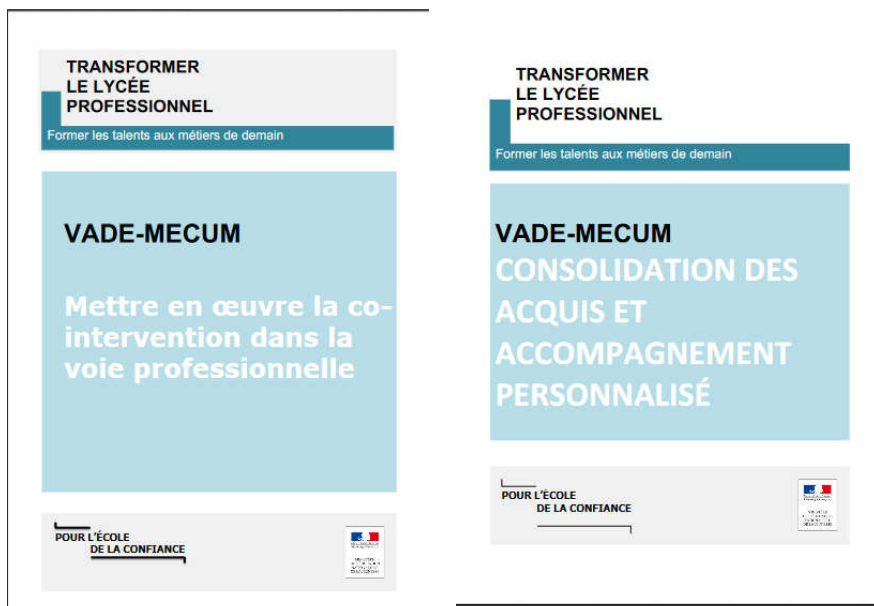 TRANSFORMER
LE LYCÉE
PROFESSIONNEL
Former les talents aux métiers de demain
VADE-MECUM
Mettre en œuvre la co-
intervention dans la
voie professionnelle
POUR L'ÉCOLE
DE LA CONFIANCE
TRANSFORMER
LE LYCÉE
PROFESSIONNEL
Former les talents aux métiers de demain
VADE-MECUM
CONSOLIDATION DES
ACQUIS ET
ACCOMPAGNEMENT
PERSONNALISÉ
POUR L'ÉCOLE
DE LA CONFIANCE